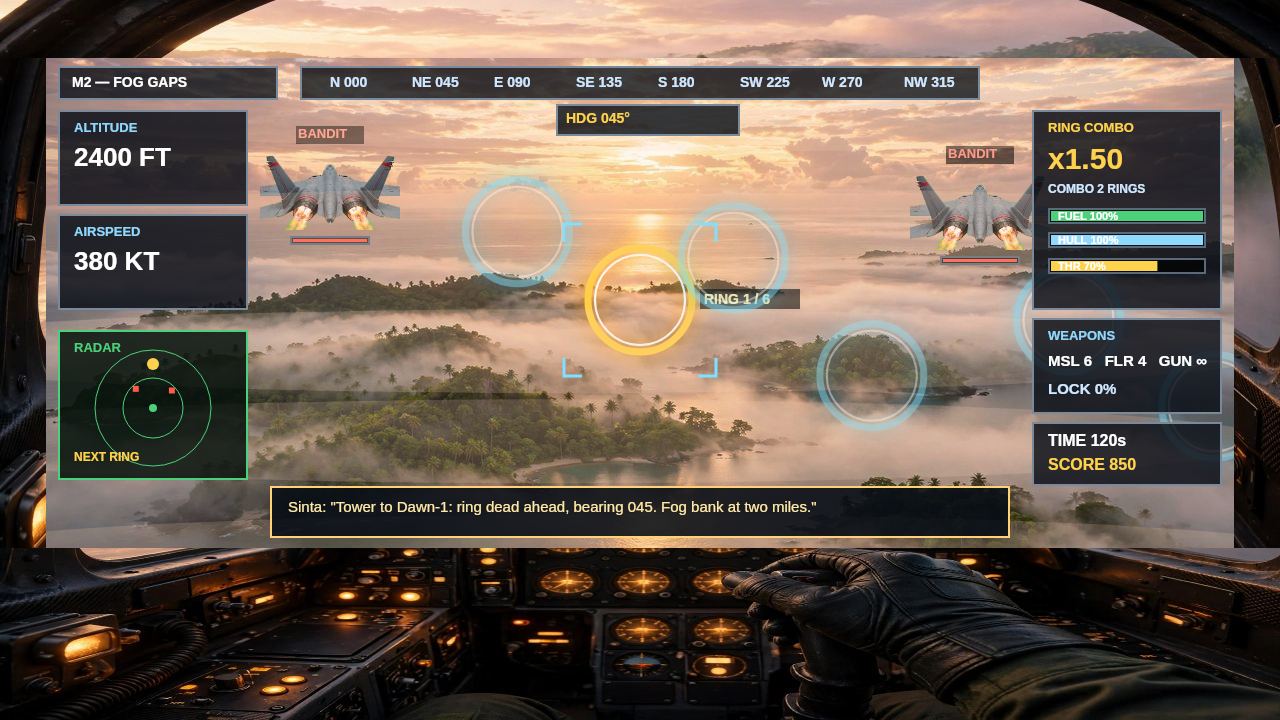 M2 — FOG GAPS
N 000 NE 045 E 090 SE 135 S 180 SW 225 W 270 NW 315
HDG 045°
ALTITUDE
2400 FT
AIRSPEED
380 KT
RADAR
NEXT RING
BANDIT
BANDIT
RING 1 / 6
RING COMBO
x1.50
COMBO 2 RINGS
FUEL 100%
HULL 100%
THR 70%
WEAPONS
MSL 6 FLR 4 GUN ∞
LOCK 0%
TIME 120s
SCORE 850
Sinta: "Tower to Dawn-1: ring dead ahead, bearing 045. Fog bank at two miles."